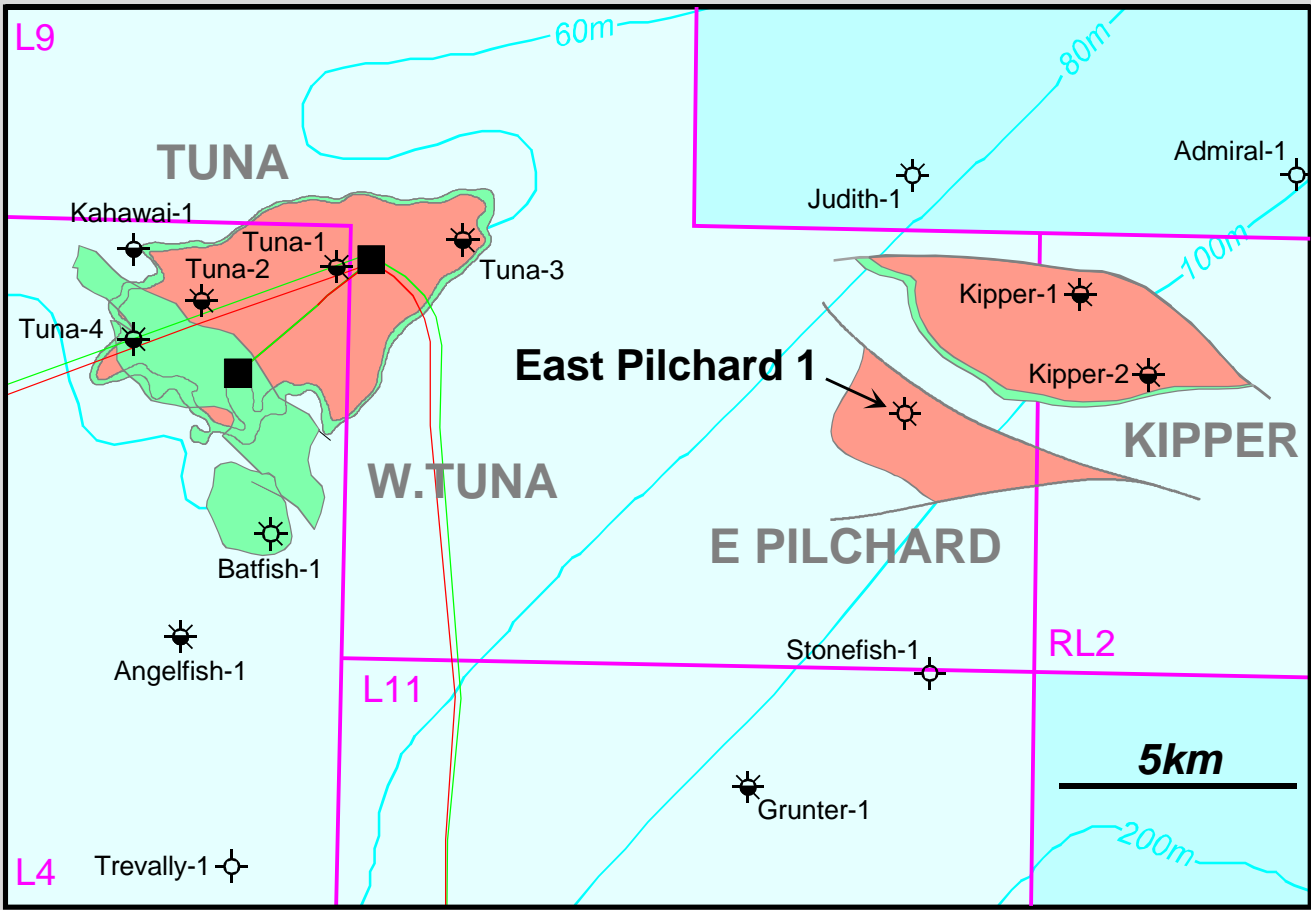 L9
60m
80m
TUNA
Admiral-1
Judith-1
Kahawai-1
Tuna-1
Tuna-2
Tuna-3
100m
Kipper-1
Tuna-4
East Pilchard 1
Kipper-2
KIPPER
W.TUNA
E PILCHARD
Batfish-1
Angelfish-1
Stonefish-1
RL2
L11
5km
Grunter-1
200m
Trevally-1
L4